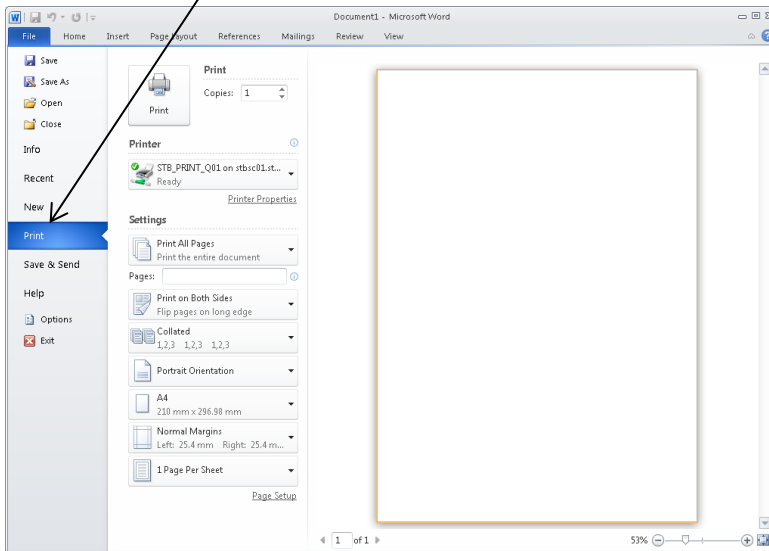 Document1 - Microsoft Word
File Home Insert Page Layout References Mailings Review View
Save
Save As
Open
Close
Info
Recent
New
Print
Save & Send
Help
Options
Exit
Print
Print
Copies: 1
Printer
STB_PRINT_Q01 on stbsc01.st...
Ready
Printer Properties
Settings
Print All Pages
Print the entire document
Pages:
Print on Both Sides
Flip pages on long edge
Collated
1,2,3 1,2,3 1,2,3
Portrait Orientation
A4
210 mm x 296.98 mm
Normal Margins
Left: 25.4 mm Right: 25.4 m...
1 Page Per Sheet
Page Setup
1 of 1
53%